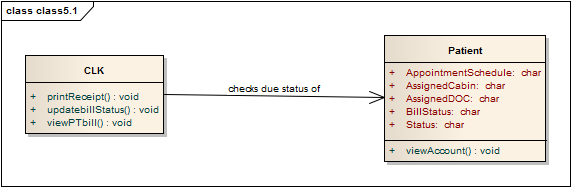 class class5.1
CLK
+ printReceipt() : void
+ updatebillStatus() : void
+ viewPTbill() : void
checks due status of
Patient
+ AppointmentSchedule: char
+ AssignedCabin: char
+ AssignedDOC: char
+ BillStatus: char
+ Status: char
+ viewAccount() : void